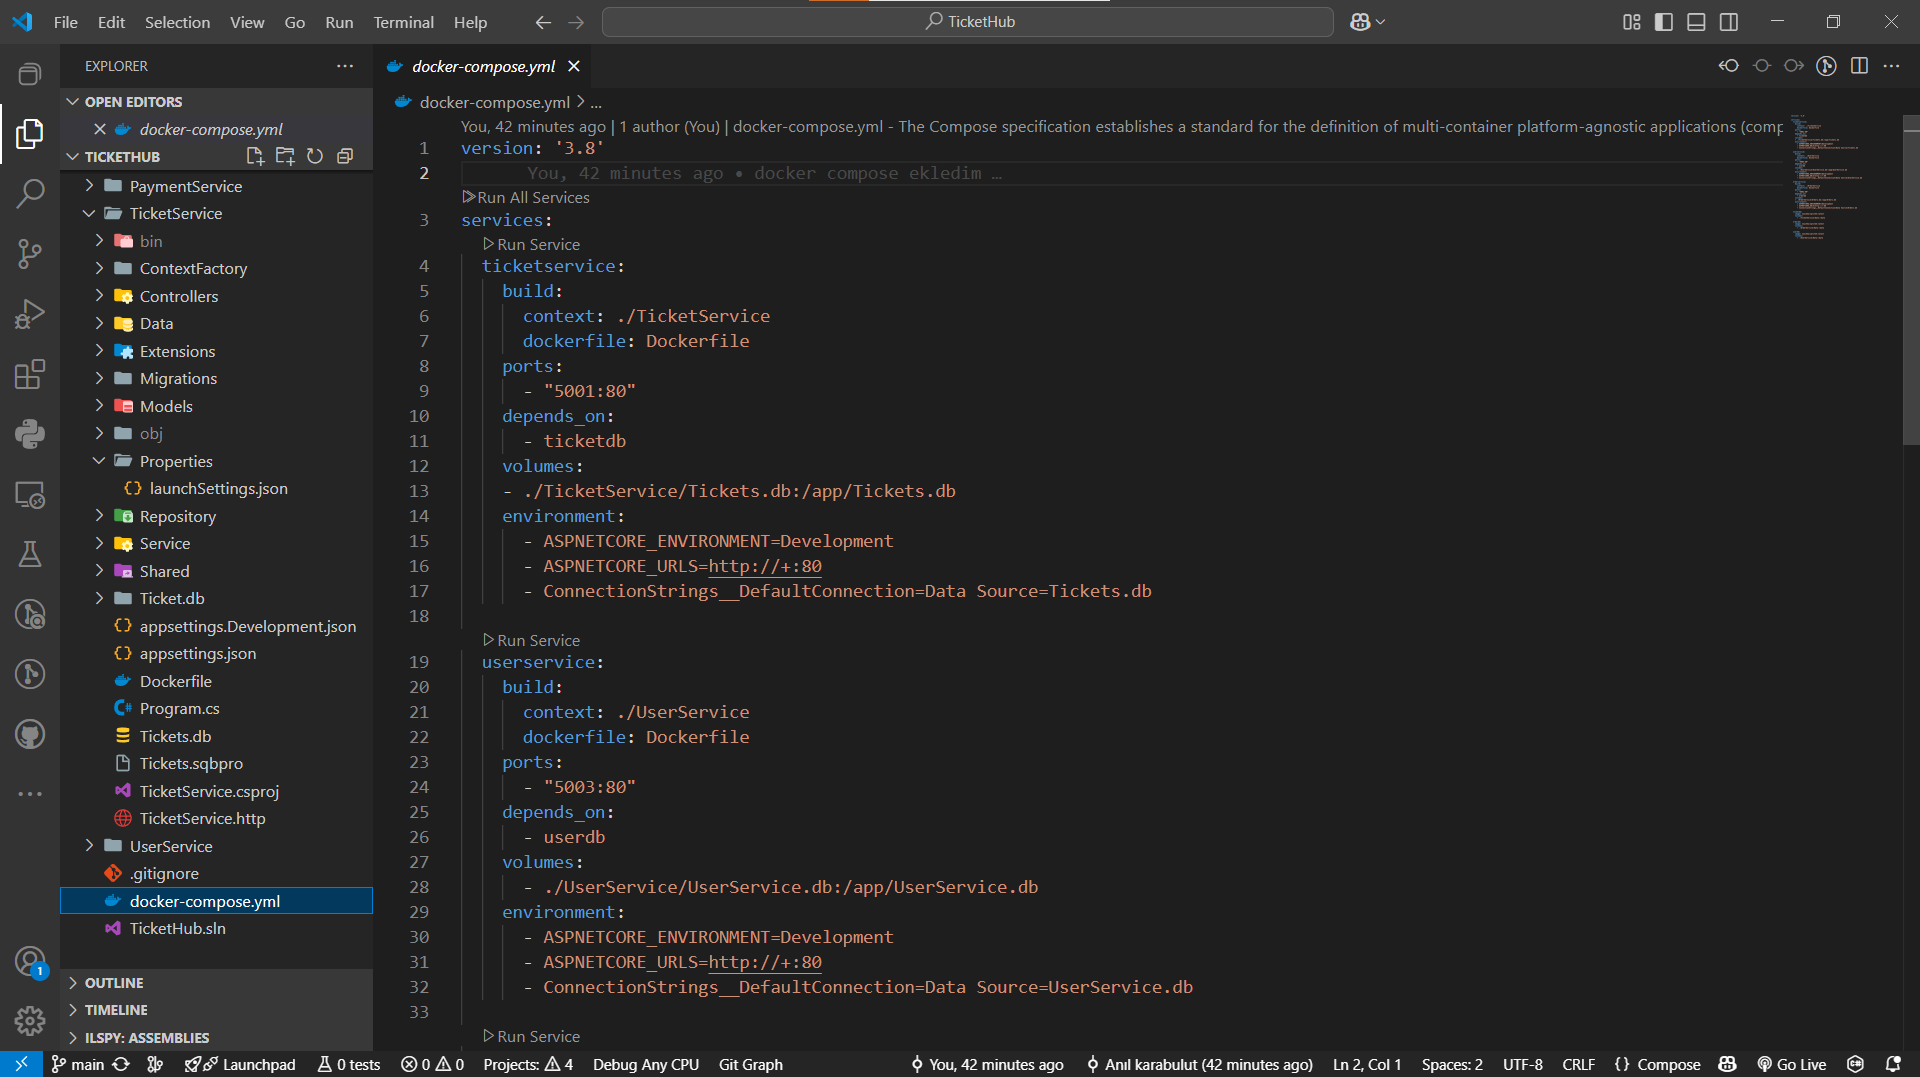 File Edit Selection View Go Run Terminal Help
TicketHub
EXPLORER
docker-compose.yml
OPEN EDITORS
docker-compose.yml
TICKETHUB
PaymentService
TicketService
bin
ContextFactory
Controllers
Data
Extensions
Migrations
Models
obj
Properties
launchSettings.json
Repository
Service
Shared
Ticket.db
appsettings.Development.json
appsettings.json
Dockerfile
Program.cs
Tickets.db
Tickets.sqbpro
TicketService.csproj
TicketService.http
UserService
.gitignore
docker-compose.yml
TicketHub.sln
OUTLINE
TIMELINE
ILSPY: ASSEMBLIES
docker-compose.yml > ...
You, 42 minutes ago | 1 author (You) | docker-compose.yml - The Compose specification establishes a standard for the definition of multi-container platform-agnostic applications (comp
1 version: '3.8'
2 You, 42 minutes ago • docker compose ekledim …
Run All Services
3 services:
Run Service
4 ticketservice:
5 build:
6 context: ./TicketService
7 dockerfile: Dockerfile
8 ports:
9 - "5001:80"
10 depends_on:
11 - ticketdb
12 volumes:
13 - ./TicketService/Tickets.db:/app/Tickets.db
14 environment:
15 - ASPNETCORE_ENVIRONMENT=Development
16 - ASPNETCORE_URLS=http://+:80
17 - ConnectionStrings__DefaultConnection=Data Source=Tickets.db
18
Run Service
19 userservice:
20 build:
21 context: ./UserService
22 dockerfile: Dockerfile
23 ports:
24 - "5003:80"
25 depends_on:
26 - userdb
27 volumes:
28 - ./UserService/UserService.db:/app/UserService.db
29 environment:
30 - ASPNETCORE_ENVIRONMENT=Development
31 - ASPNETCORE_URLS=http://+:80
32 - ConnectionStrings__DefaultConnection=Data Source=UserService.db
33
Run Service
1
main Launchpad 0 tests 0 0 Projects: 4 Debug Any CPU Git Graph You, 42 minutes ago Anıl karabulut (42 minutes ago) Ln 2, Col 1 Spaces: 2 UTF-8 CRLF {} Compose Go Live